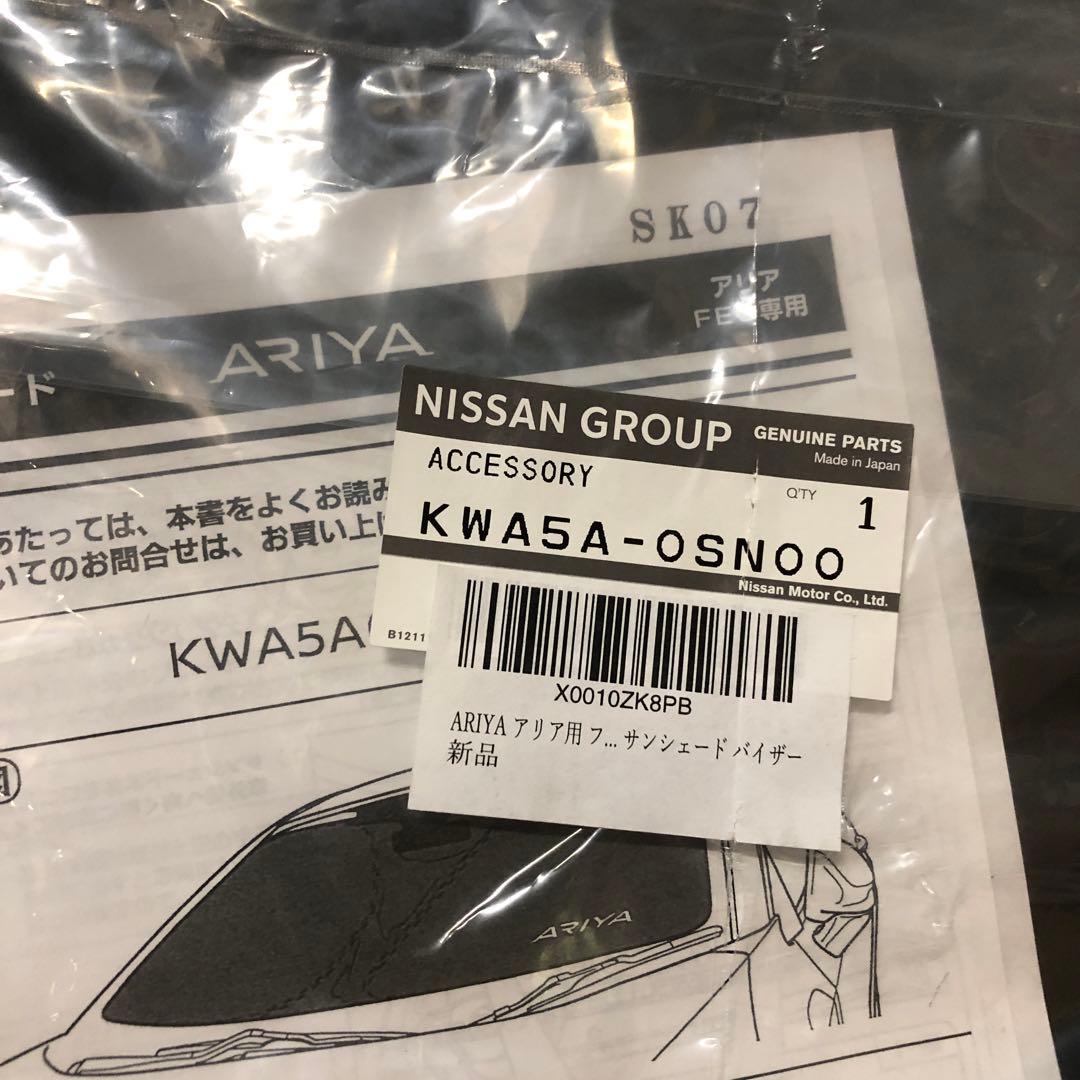 SK07
アリア
専用
ARIYA
ード
NISSAN GROUP
GENUINE PARTS
Made in Japan
ACCESSORY
Q'TY 1
KWA5A-0SN00
Nissan Motor Co., Ltd.
B1211
あたっては、本書をよくお読み
いてのお問合せは、お買い上げ
KWA5A
X0010ZK8PB
ARIYA アリア用 フ... サンシェード バイザー
新品
ARIYA